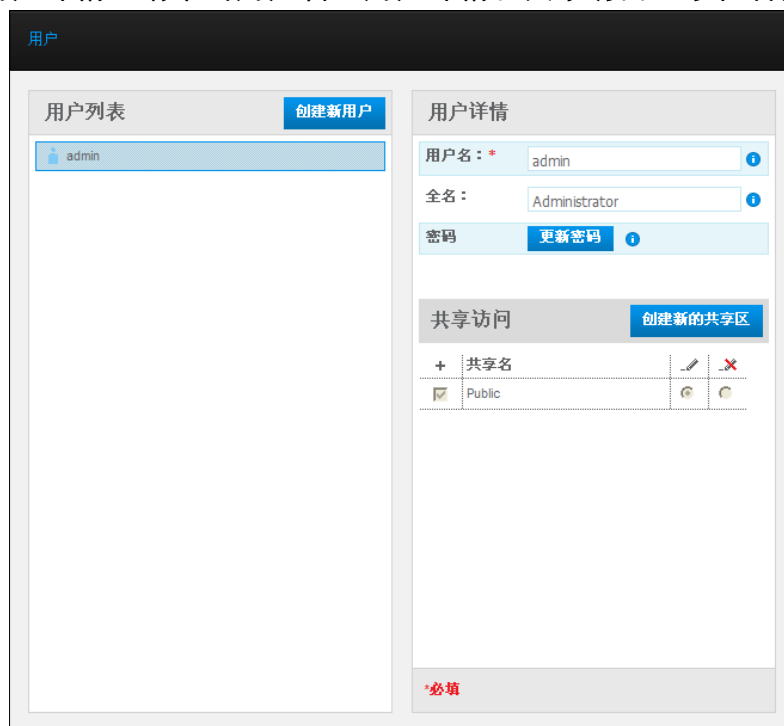 用户
用户列表
创建新用户
admin
用户详情
用户名：*
admin
全名：
Administrator
密码
更新密码
共享访问
创建新的共享区
+ 共享名
Public
*必填